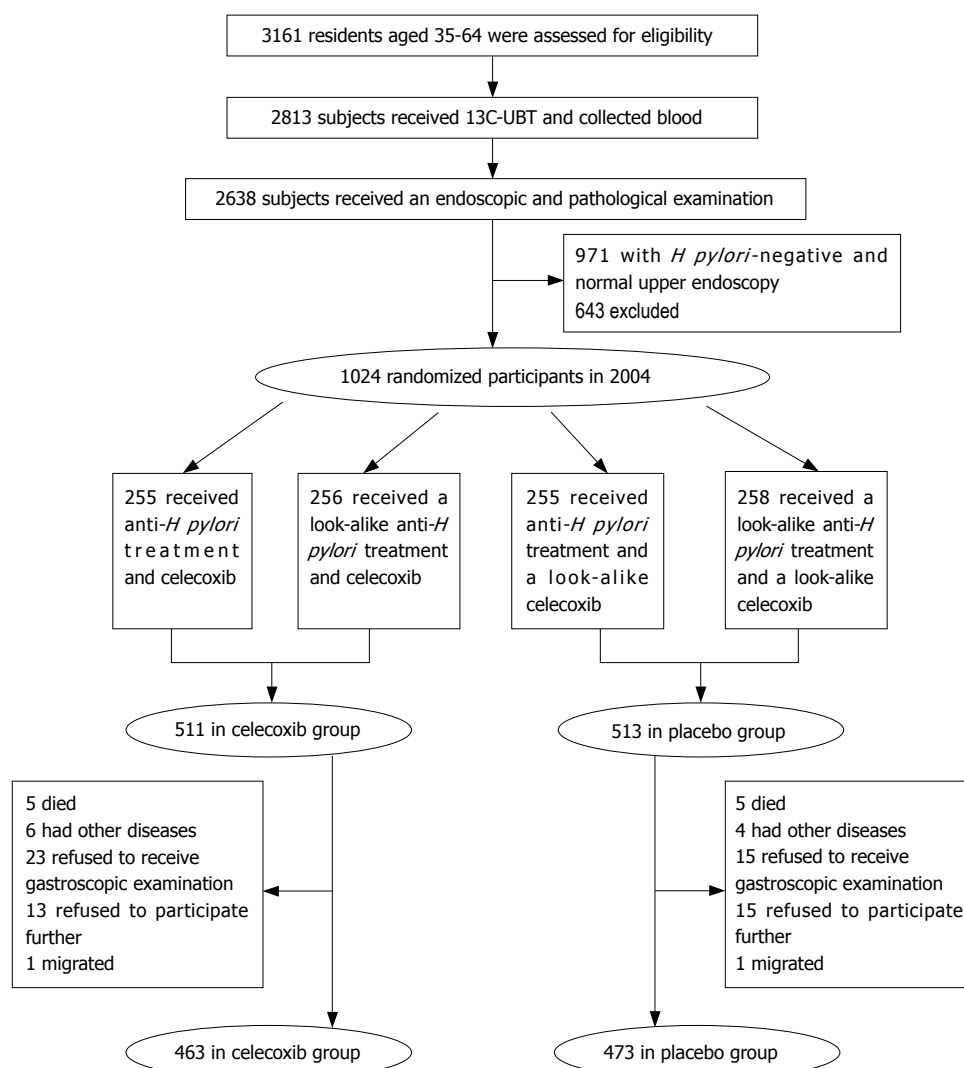 3161 residents aged 35-64 were assessed for eligibility
2813 subjects received 13C-UBT and collected blood
2638 subjects received an endoscopic and pathological examination
971 with H pylori-negative and
normal upper endoscopy
643 excluded
1024 randomized participants in 2004
255 received
anti-H pylori
treatment
and celecoxib
256 received a
look-alike anti-H
pylori treatment
and celecoxib
255 received
anti-H pylori
treatment and
a look-alike
celecoxib
258 received a
look-alike anti-H
pylori treatment
and a look-alike
celecoxib
511 in celecoxib group
513 in placebo group
5 died
6 had other diseases
23 refused to receive
gastroscopic examination
13 refused to participate
further
1 migrated
5 died
4 had other diseases
15 refused to receive
gastroscopic examination
15 refused to participate
further
1 migrated
463 in celecoxib group
473 in placebo group